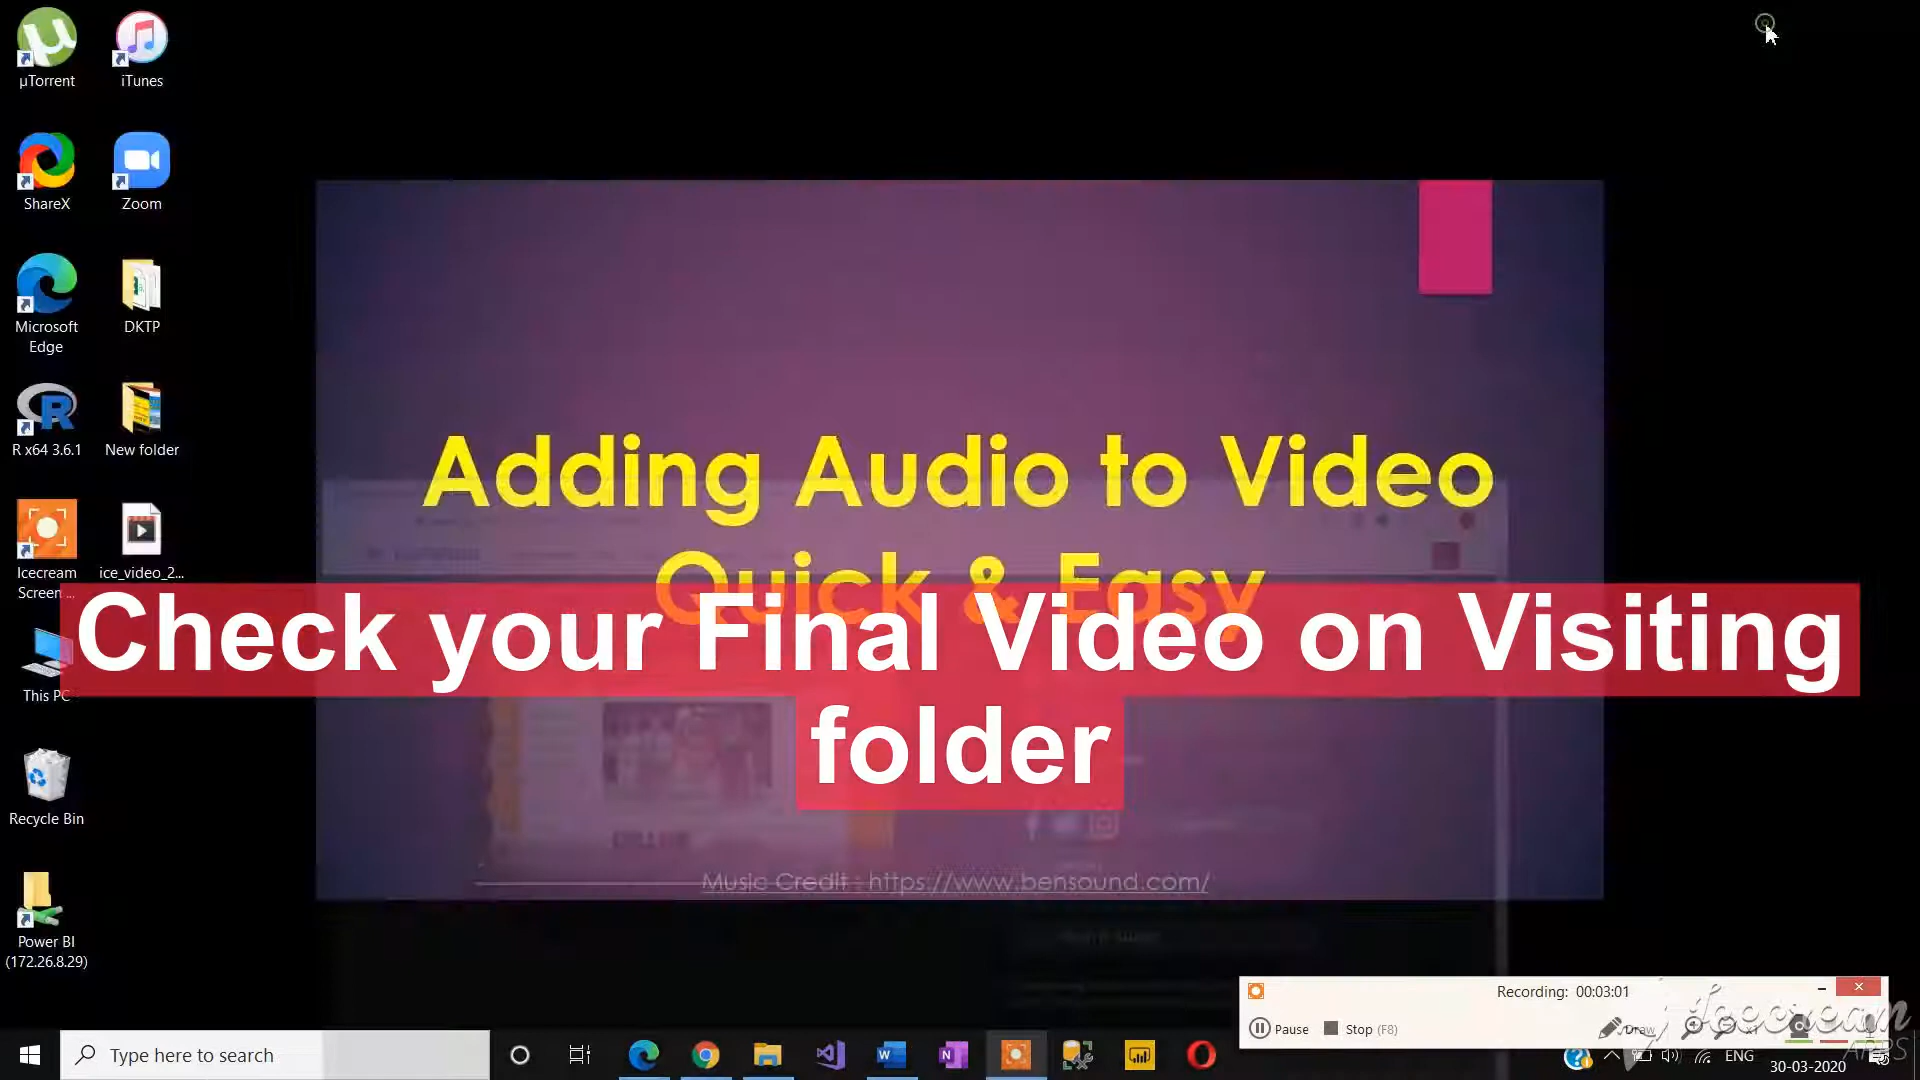 µTorrent
iTunes
ShareX
Zoom
Microsoft
Edge
DKTP
R x64 3.6.1
New folder
Icecream
Screen ...
ice_video_2...
This PC
Recycle Bin
Power BI
(172.26.8.29)
Adding Audio to Video
Quick & Easy
Check your Final Video on Visiting
folder
Music Credit : https://www.bensound.com/
Recording: 00:03:01
Pause
Stop (F8)
Draw
Icecream
APPS
Type here to search
ENG
30-03-2020